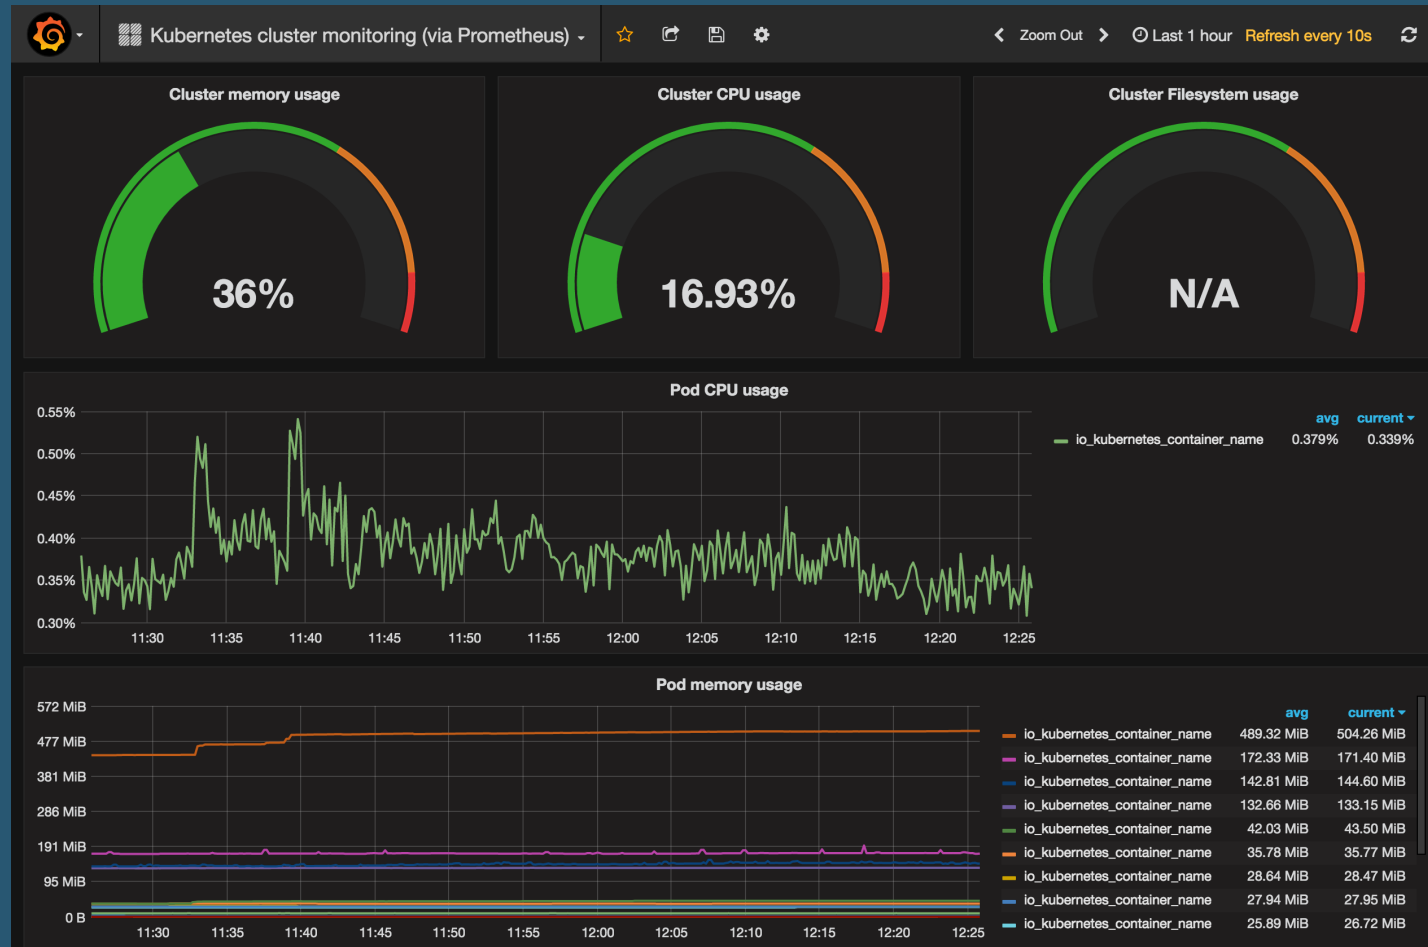 Kubernetes cluster monitoring (via Prometheus)
Zoom Out
Last 1 hour
Refresh every 10s
Cluster memory usage
36%
Cluster CPU usage
16.93%
Cluster Filesystem usage
N/A
Pod CPU usage
0.55%
0.50%
0.45%
0.40%
0.35%
0.30%
11:30 11:35 11:40 11:45 11:50 11:55 12:00 12:05 12:10 12:15 12:20 12:25
avg current
io_kubernetes_container_name 0.379% 0.339%
Pod memory usage
572 MiB
477 MiB
381 MiB
286 MiB
191 MiB
95 MiB
0 B
11:30 11:35 11:40 11:45 11:50 11:55 12:00 12:05 12:10 12:15 12:20 12:25
avg current
io_kubernetes_container_name 489.32 MiB 504.26 MiB
io_kubernetes_container_name 172.33 MiB 171.40 MiB
io_kubernetes_container_name 142.81 MiB 144.60 MiB
io_kubernetes_container_name 132.66 MiB 133.15 MiB
io_kubernetes_container_name 42.03 MiB 43.50 MiB
io_kubernetes_container_name 35.78 MiB 35.77 MiB
io_kubernetes_container_name 28.64 MiB 28.47 MiB
io_kubernetes_container_name 27.94 MiB 27.95 MiB
io_kubernetes_container_name 25.89 MiB 26.72 MiB